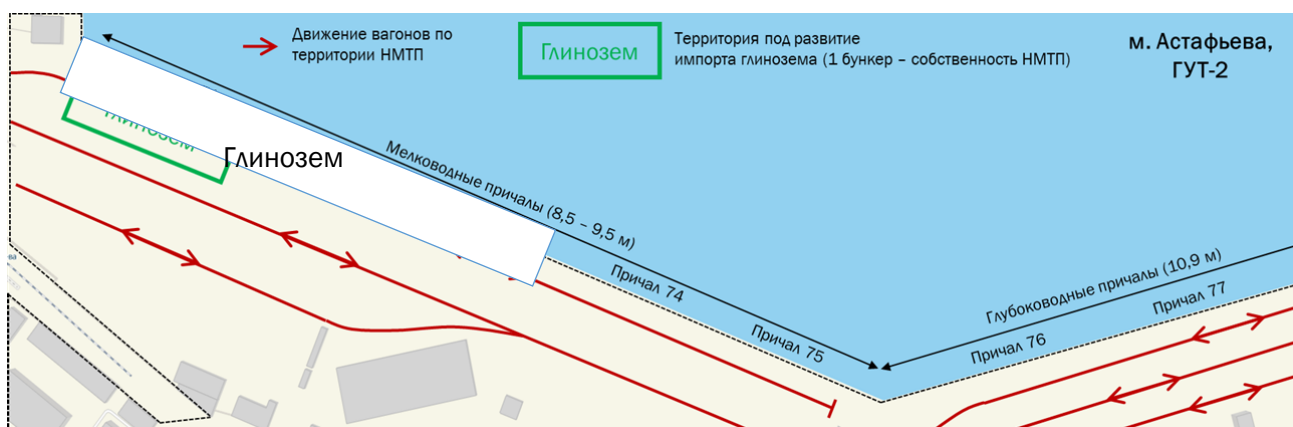 Движение вагонов по
территории НМТП
Глинозем
Территория под развитие
импорта глинозема (1 бункер – собственность НМТП)
м. Астафьева,
ГУТ-2
Глинозем
Мелководные причалы (8,5 – 9,5 м)
Причал 74
Причал 75
Глубоководные причалы (10,9 м)
Причал 76
Причал 77